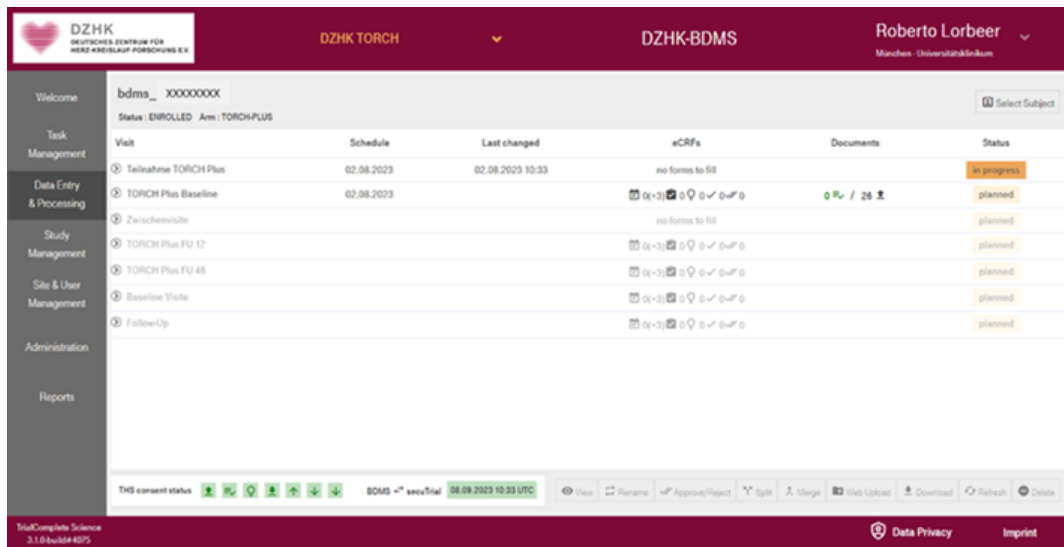 DZHK
DEUTSCHES ZENTRUM FÜR
HERZ-KREISLAUF-FORSCHUNG E.V.
DZHK TORCH
DZHK-BDMS
Roberto Lorbeer
München - Universitätsklinikum
Welcome
Task
Management
Data Entry
& Processing
Study
Management
Site & User
Management
Administration
Reports
bdms_ XXXXXXXX
Status : ENROLLED Arm : TORCH-PLUS
Select Subject
Visit Schedule Last changed eCRFs Documents Status
Teilnahme TORCH Plus 02.08.2023 02.08.2023 10:33 no forms to fill in progress
TORCH Plus Baseline 02.08.2023 0(+3) 0 0 0 0 0 / 26 planned
Zwischenvisite no forms to fill planned
TORCH Plus FU 12 0(+3) 0 0 0 0 planned
TORCH Plus FU 48 0(+3) 0 0 0 0 planned
Baseline Visite 0(+3) 0 0 0 0 planned
Follow-Up 0(+3) 0 0 0 0 planned
THS consent status BDMS secuTrial 08.09.2023 10:33 UTC View Rename Approve/Reject Split Merge Web Upload Download Refresh Delete
TrialComplete Science
3.1.0-build#4075
Data Privacy Imprint